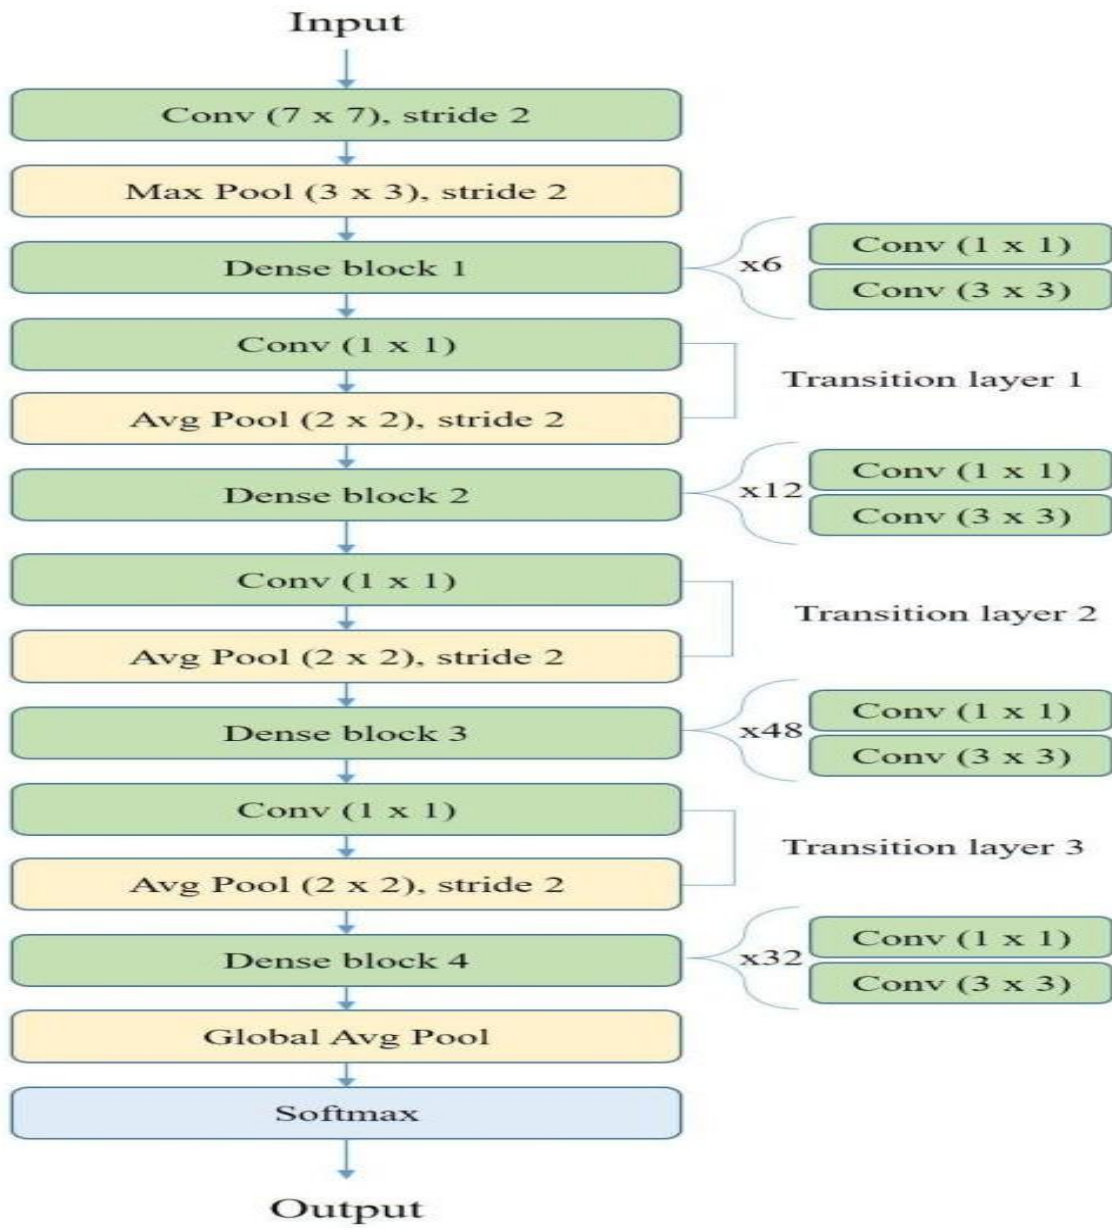 Input
Conv (7 x 7), stride 2
Max Pool (3 x 3), stride 2
Dense block 1
x6
Conv (1 x 1)
Conv (3 x 3)
Conv (1 x 1)
Avg Pool (2 x 2), stride 2
Transition layer 1
Dense block 2
x12
Conv (1 x 1)
Conv (3 x 3)
Conv (1 x 1)
Avg Pool (2 x 2), stride 2
Transition layer 2
Dense block 3
x48
Conv (1 x 1)
Conv (3 x 3)
Conv (1 x 1)
Avg Pool (2 x 2), stride 2
Transition layer 3
Dense block 4
x32
Conv (1 x 1)
Conv (3 x 3)
Global Avg Pool
Softmax
Output